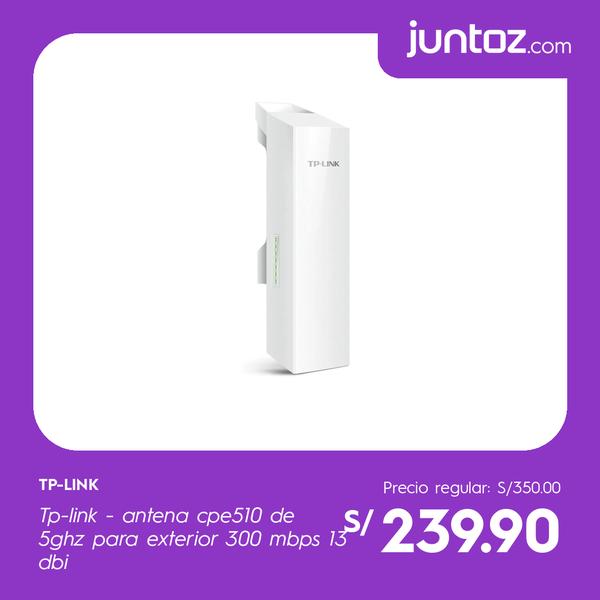 juntoz.com
TP-LINK
TP-LINK
Tp-link - antena cpe510 de
5ghz para exterior 300 mbps 13
dbi
Precio regular: S/350.00
S/ 239.90